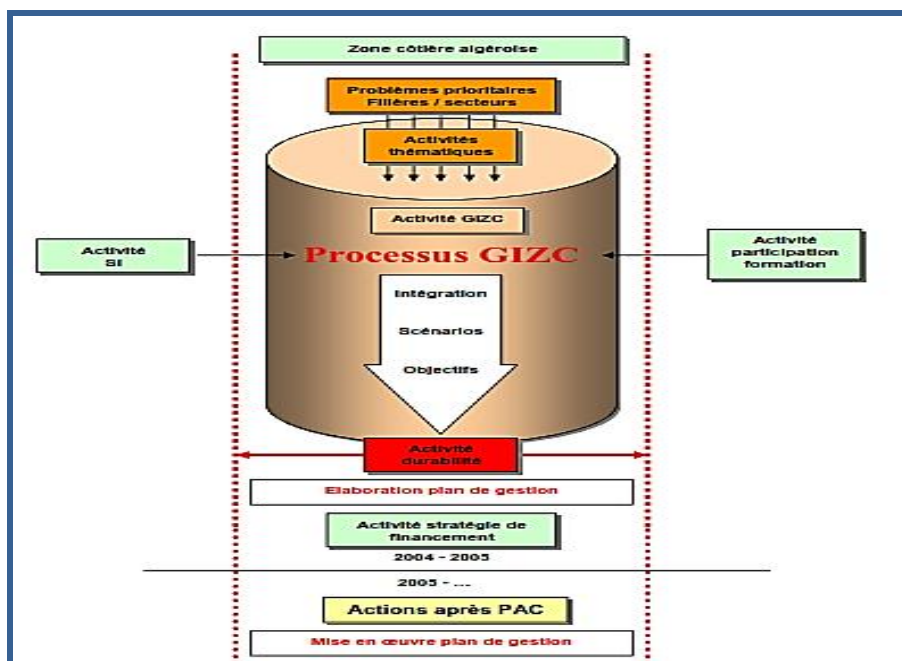 Zone côtière algéroise
Problèmes prioritaires
Filières / secteurs
Activités
thématiques
Activité GIZC
Activité
SI
Processus GIZC
Activité
participation
formation
Intégration
Scénarios
Objectifs
Activité
durabilité
Elaboration plan de gestion
Activité stratégie de
financement
2004 - 2005
2005 - ...
Actions après PAC
Mise en œuvre plan de gestion